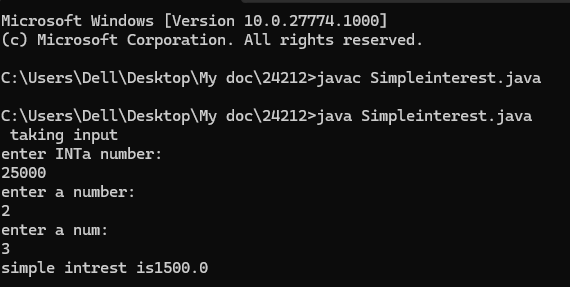 Microsoft Windows [Version 10.0.27774.1000]
(c) Microsoft Corporation. All rights reserved.
C:\Users\Dell\Desktop\My doc\24212>javac Simpleinterest.java
C:\Users\Dell\Desktop\My doc\24212>java Simpleinterest.java
taking input
enter INTa number:
25000
enter a number:
2
enter a num:
3
simple intrest is1500.0